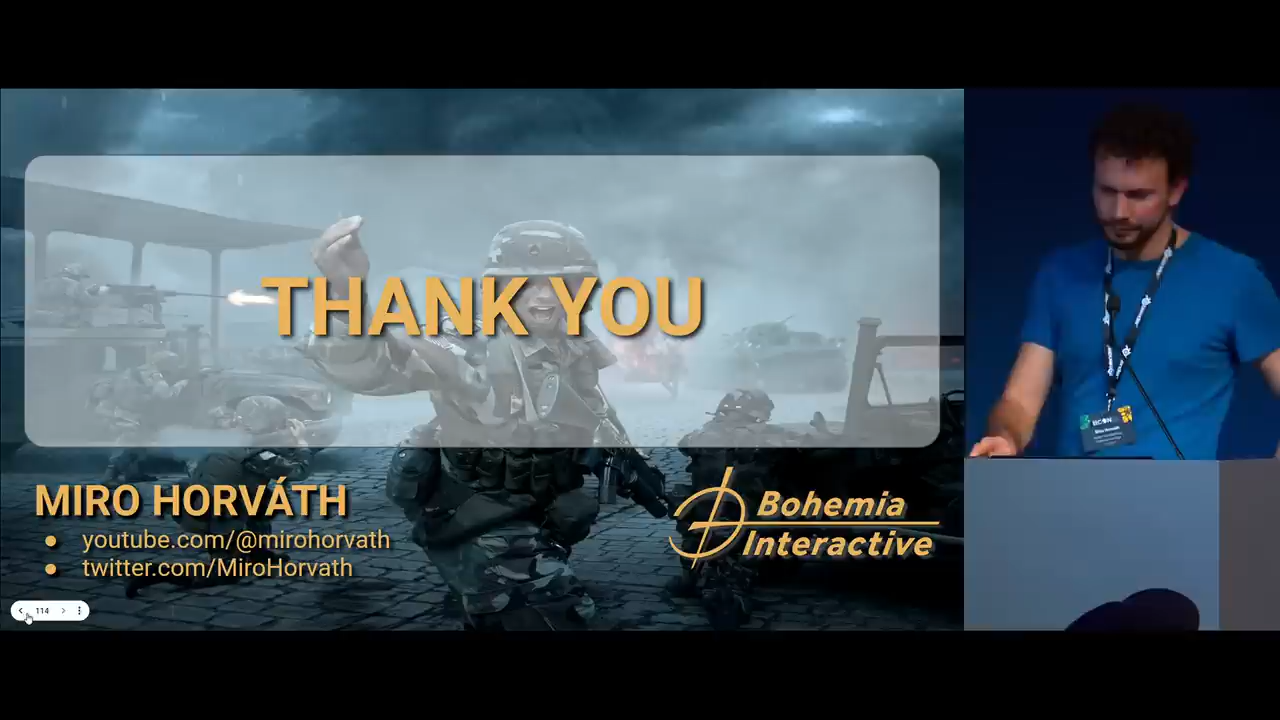 THANK YOU
MIRO HORVÁTH
youtube.com/@mirohorvath
twitter.com/MiroHorvath
Bohemia
Interactive
114